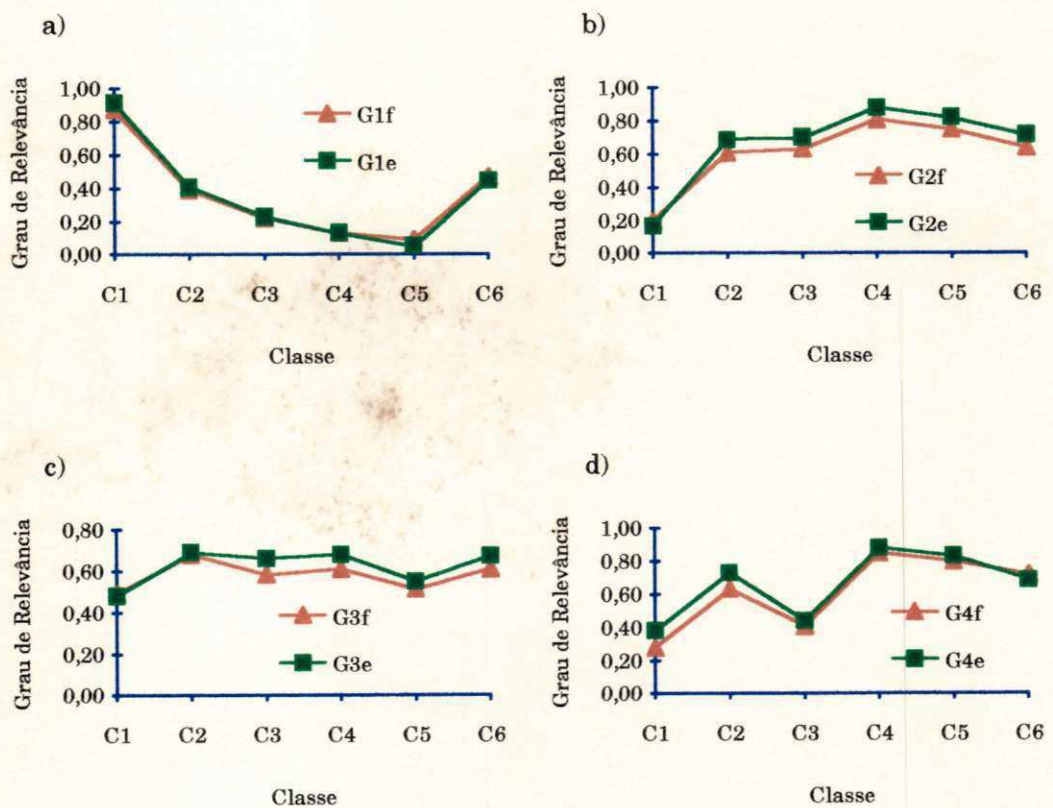 a)
Grau de Relevância
1,00
0,80
0,60
0,40
0,20
0,00
G1f
G1e
C1 C2 C3 C4 C5 C6
Classe
b)
Grau de Relevância
1,00
0,80
0,60
0,40
0,20
0,00
G2f
G2e
C1 C2 C3 C4 C5 C6
Classe
c)
Grau de Relevância
0,80
0,60
0,40
0,20
0,00
G3f
G3e
C1 C2 C3 C4 C5 C6
Classe
d)
Grau de Relevância
1,00
0,80
0,60
0,40
0,20
0,00
G4f
G4e
C1 C2 C3 C4 C5 C6
Classe